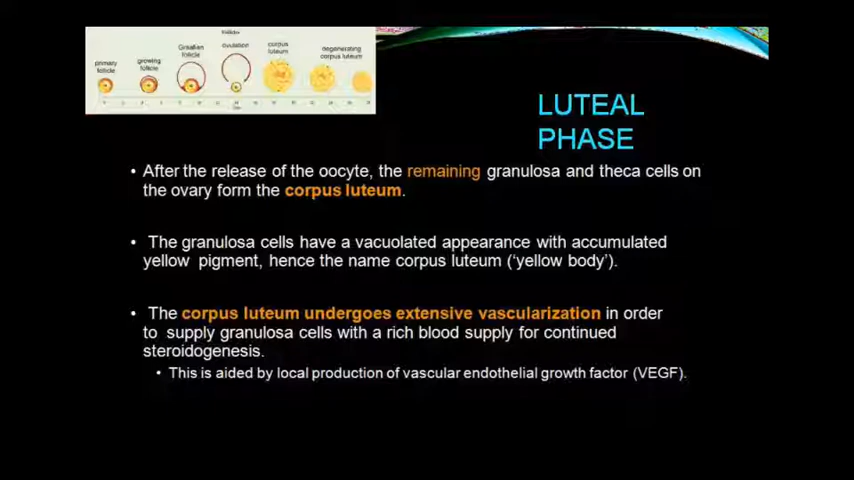 follicle
ovulation
corpus
luteum
degenerating
corpus luteum
Graafian
follicle
growing
follicle
primary
follicle
LUTEAL
PHASE
• After the release of the oocyte, the remaining granulosa and theca cells on
the ovary form the corpus luteum.
• The granulosa cells have a vacuolated appearance with accumulated
yellow pigment, hence the name corpus luteum (‘yellow body’).
• The corpus luteum undergoes extensive vascularization in order
to supply granulosa cells with a rich blood supply for continued
steroidogenesis.
• This is aided by local production of vascular endothelial growth factor (VEGF).